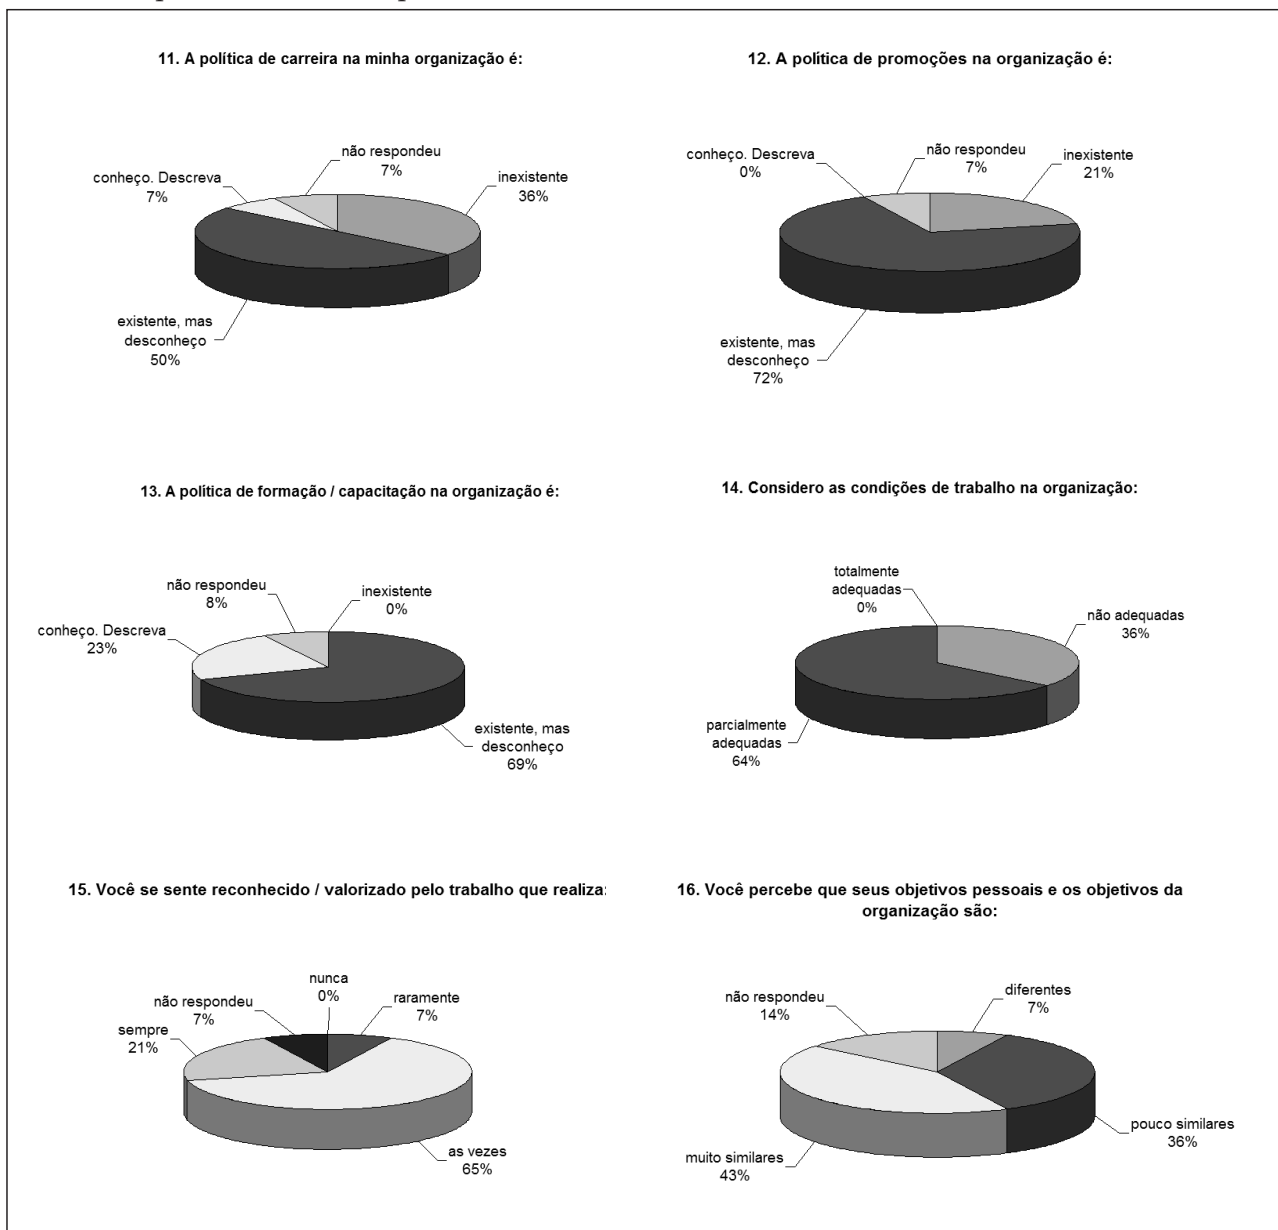 11. A política de carreira na minha organização é:
não respondeu
7%
conheço. Descreva
7%
inexistente
36%
existente, mas
desconheço
50%
12. A política de promoções na organização é:
conheço. Descreva
0%
não respondeu
7%
inexistente
21%
existente, mas
desconheço
72%
13. A política de formação / capacitação na organização é:
não respondeu
8%
inexistente
0%
conheço. Descreva
23%
existente, mas
desconheço
69%
14. Considero as condições de trabalho na organização:
totalmente
adequadas
0%
não adequadas
36%
parcialmente
adequadas
64%
15. Você se sente reconhecido / valorizado pelo trabalho que realiza:
nunca
0%
não respondeu
7%
raramente
7%
sempre
21%
as vezes
65%
16. Você percebe que seus objetivos pessoais e os objetivos da
organização são:
não respondeu
14%
diferentes
7%
pouco similares
36%
muito similares
43%